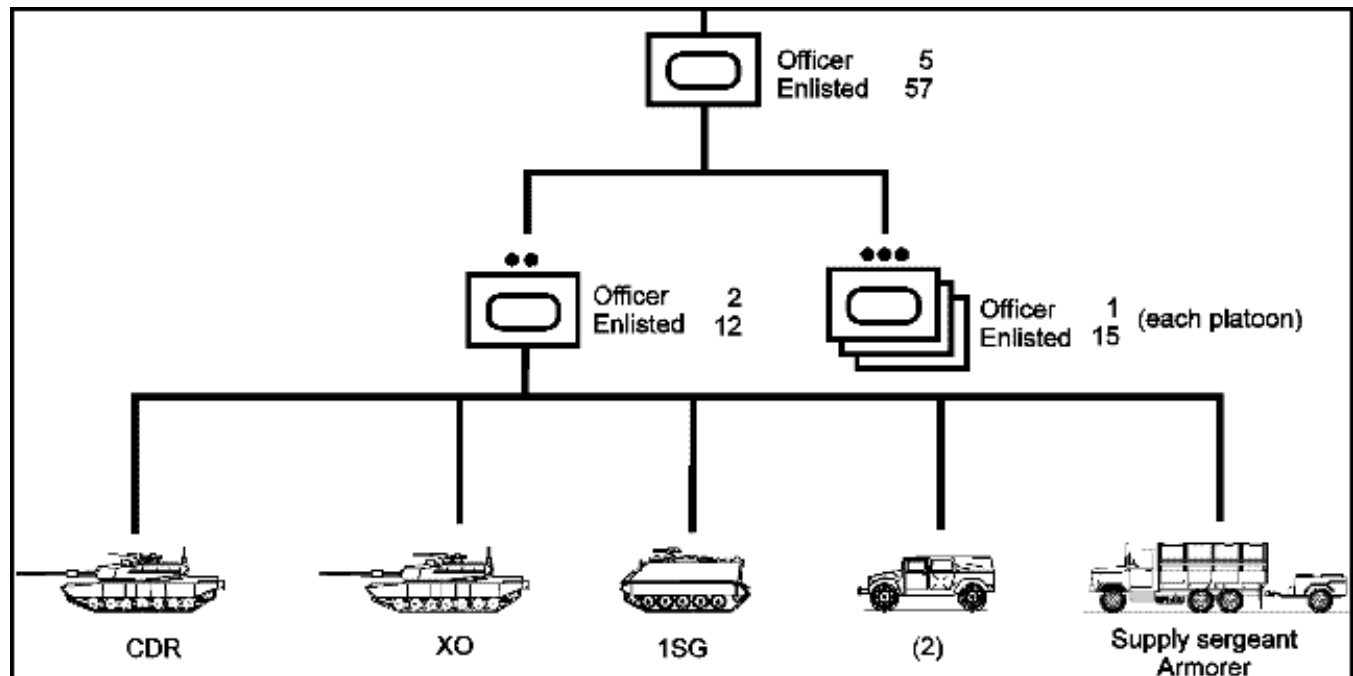 Officer 5
Enlisted 57
Officer 2
Enlisted 12
Officer 1
Enlisted 15
(each platoon)
CDR
XO
1SG
(2)
Supply sergeant
Armorer